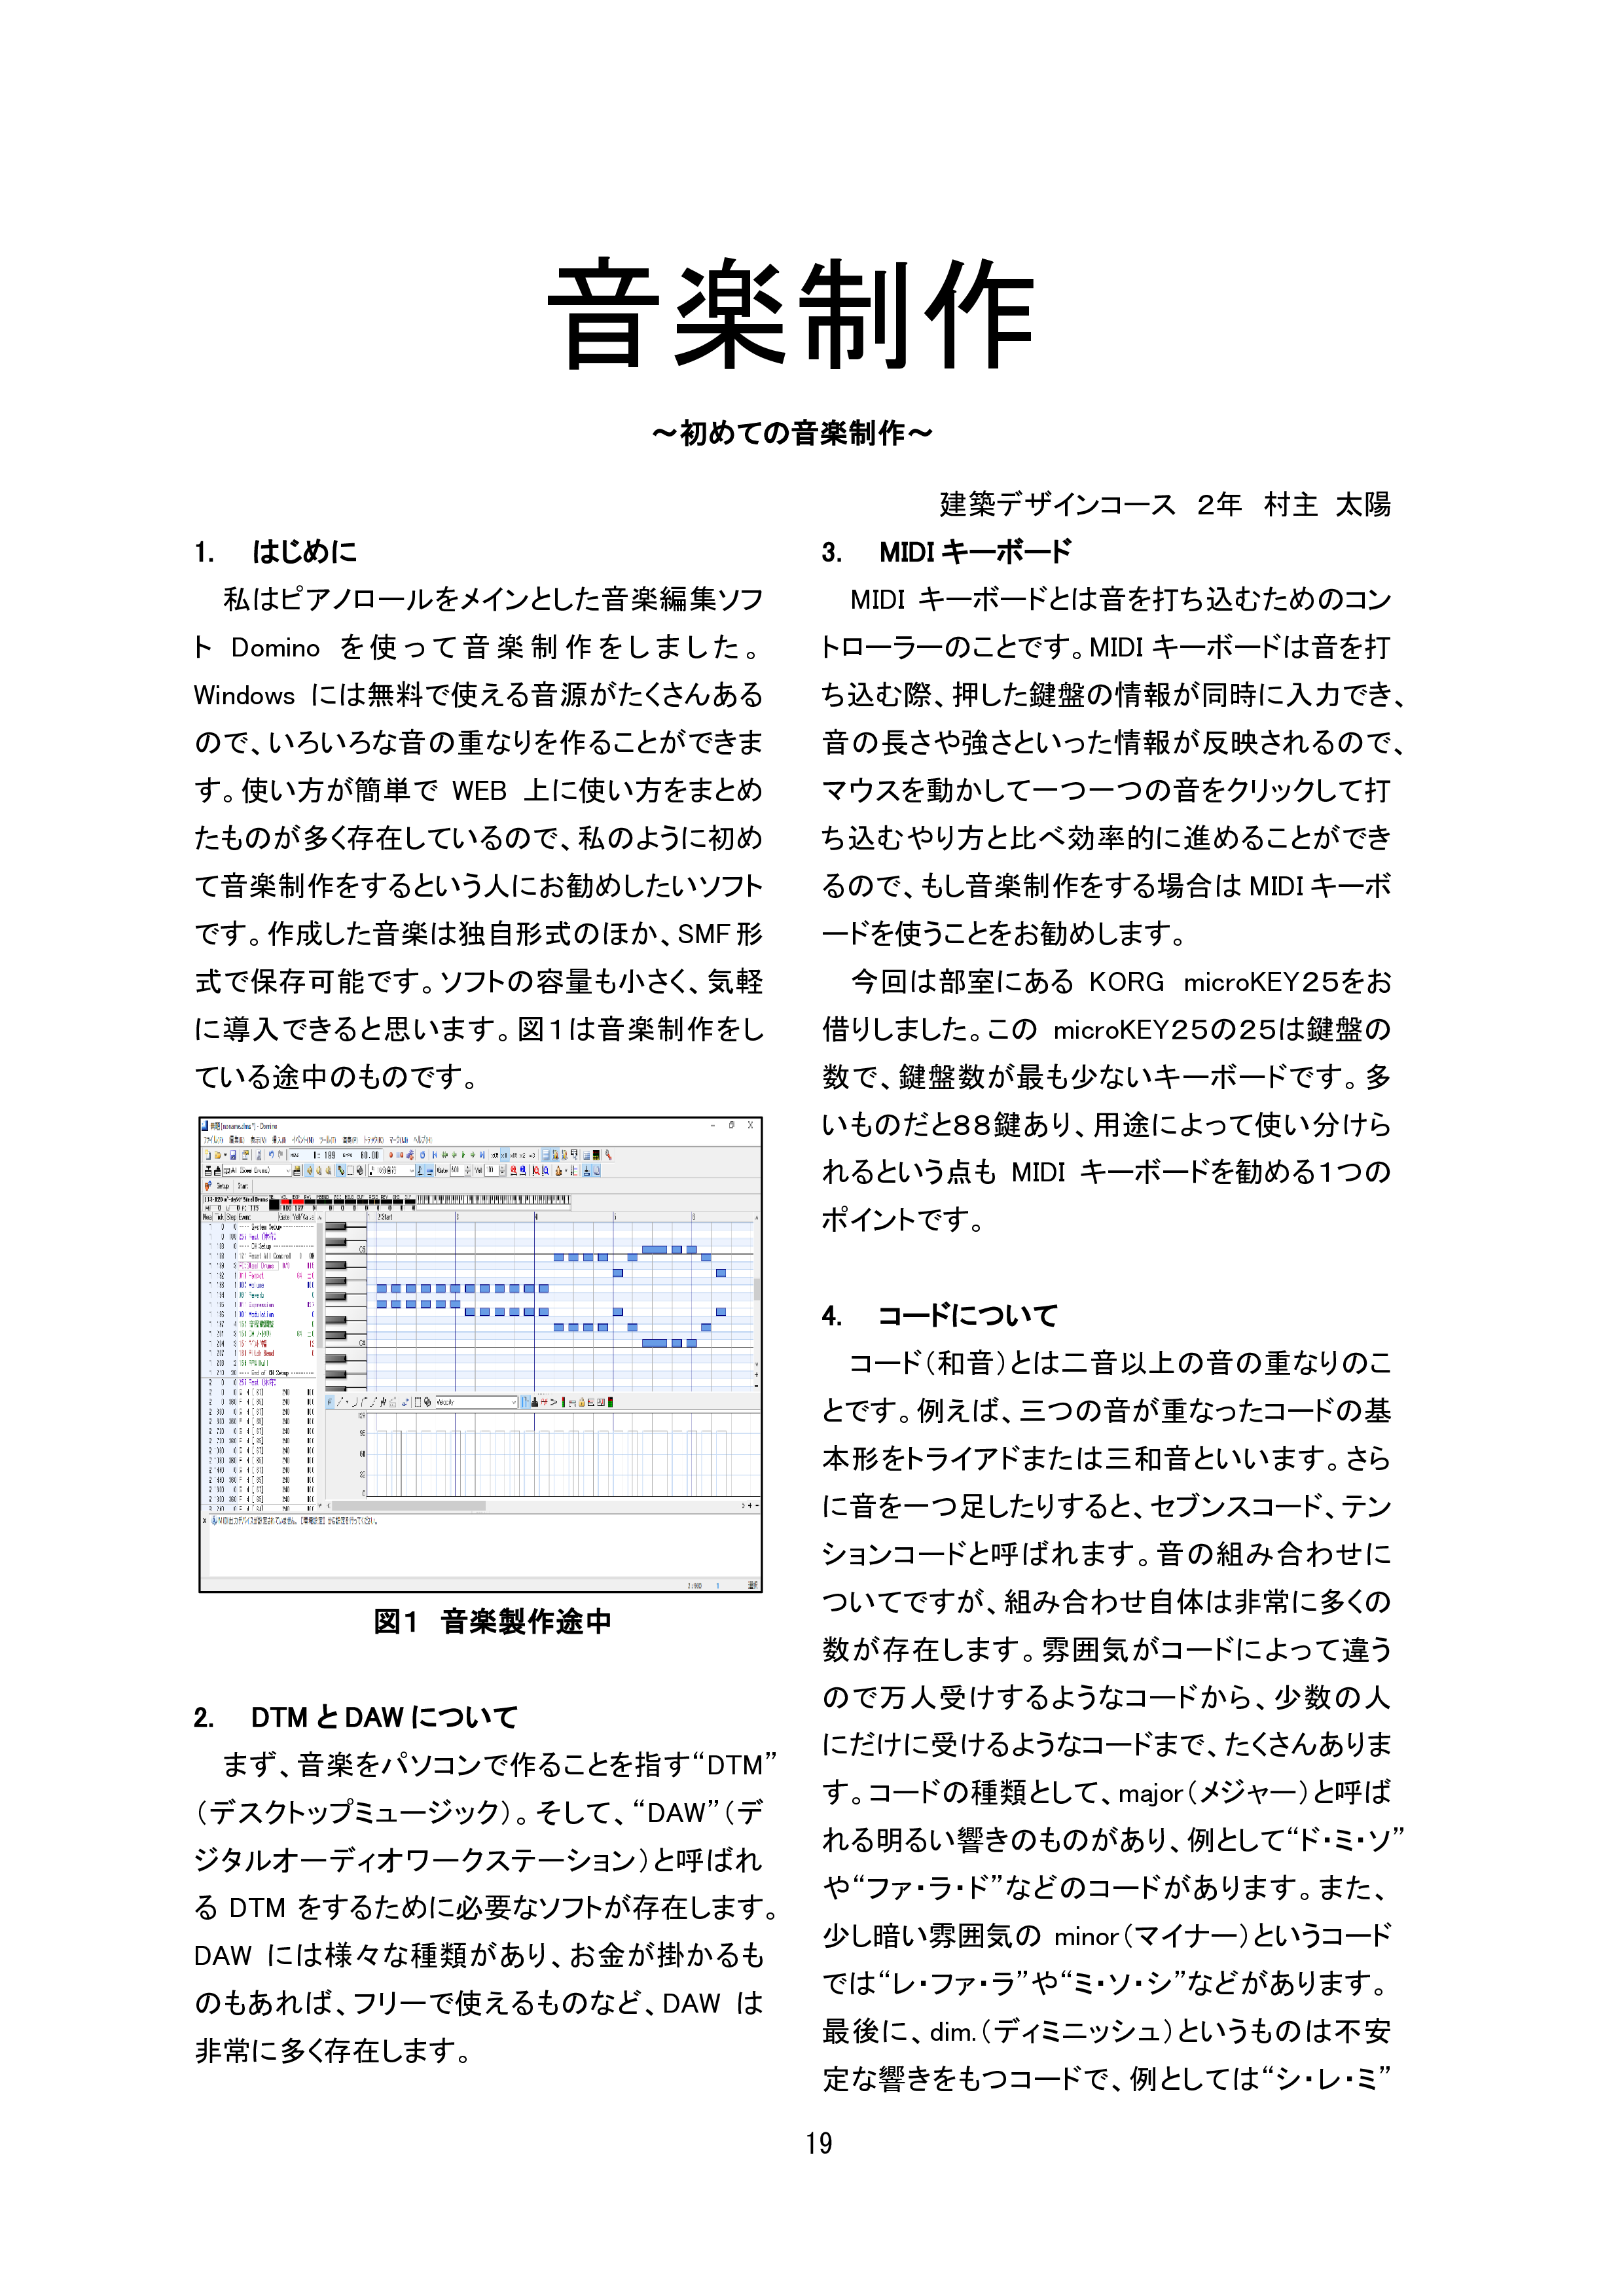 音楽制作
～初めての音楽制作～
建築デザインコース 2年 村主 太陽
1. はじめに
私はピアノロールをメインとした音楽編集ソフ
ト Domino を使って音楽制作をしました。
Windows には無料で使える音源がたくさんある
ので、いろいろな音の重なりを作ることができま
す。使い方が簡単で WEB 上に使い方をまとめ
たものが多く存在しているので、私のように初め
て音楽制作をするという人にお勧めしたいソフト
です。作成した音楽は独自形式のほか、SMF 形
式で保存可能です。ソフトの容量も小さく、気軽
に導入できると思います。図1は音楽制作をし
ている途中のものです。
図1 音楽製作途中
2. DTM と DAW について
まず、音楽をパソコンで作ることを指す“DTM”
（デスクトップミュージック）。そして、“DAW”（デ
ジタルオーディオワークステーション）と呼ばれ
る DTM をするために必要なソフトが存在します。
DAW には様々な種類があり、お金が掛かるも
のもあれば、フリーで使えるものなど、DAW は
非常に多く存在します。
3. MIDI キーボード
MIDI キーボードとは音を打ち込むためのコン
トローラーのことです。MIDI キーボードは音を打
ち込む際、押した鍵盤の情報が同時に入力でき、
音の長さや強さといった情報が反映されるので、
マウスを動かして一つ一つの音をクリックして打
ち込むやり方と比べ効率的に進めることができ
るので、もし音楽制作をする場合は MIDI キーボ
ードを使うことをお勧めします。
今回は部室にある KORG microKEY25をお
借りしました。この microKEY25の25は鍵盤の
数で、鍵盤数が最も少ないキーボードです。多
いものだと88鍵あり、用途によって使い分けら
れるという点も MIDI キーボードを勧める1つの
ポイントです。
4. コードについて
コード（和音）とは二音以上の音の重なりのこ
とです。例えば、三つの音が重なったコードの基
本形をトライアドまたは三和音といいます。さら
に音を一つ足したりすると、セブンスコード、テン
ションコードと呼ばれます。音の組み合わせに
ついてですが、組み合わせ自体は非常に多くの
数が存在します。雰囲気がコードによって違う
ので万人受けするようなコードから、少数の人
にだけに受けるようなコードまで、たくさんありま
す。コードの種類として、major（メジャー）と呼ば
れる明るい響きのものがあり、例として“ド・ミ・ソ”
や“ファ・ラ・ド”などのコードがあります。また、
少し暗い雰囲気の minor（マイナー）というコード
では“レ・ファ・ラ”や“ミ・ソ・シ”などがあります。
最後に、dim.（ディミニッシュ）というものは不安
定な響きをもつコードで、例としては“シ・レ・ミ”
19